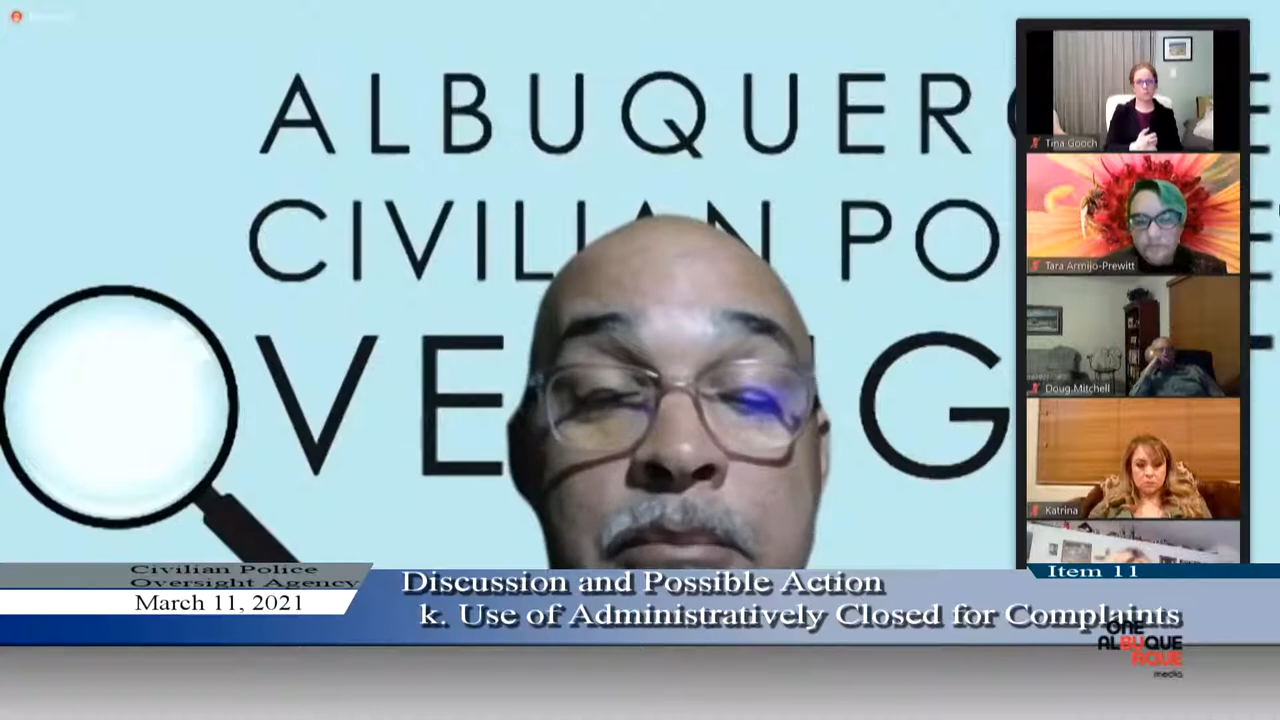 ALBUQUER E
CIVILIAN PO
VE G
Tina Gooch
Tara Armijo-Prewitt
Doug Mitchell
Katrina
Civilian Police
Oversight Agency
March 11, 2021
Discussion and Possible Action
k. Use of Administratively Closed for Complaints
Item 11
ONE
ALBUQUE
RQUE
media